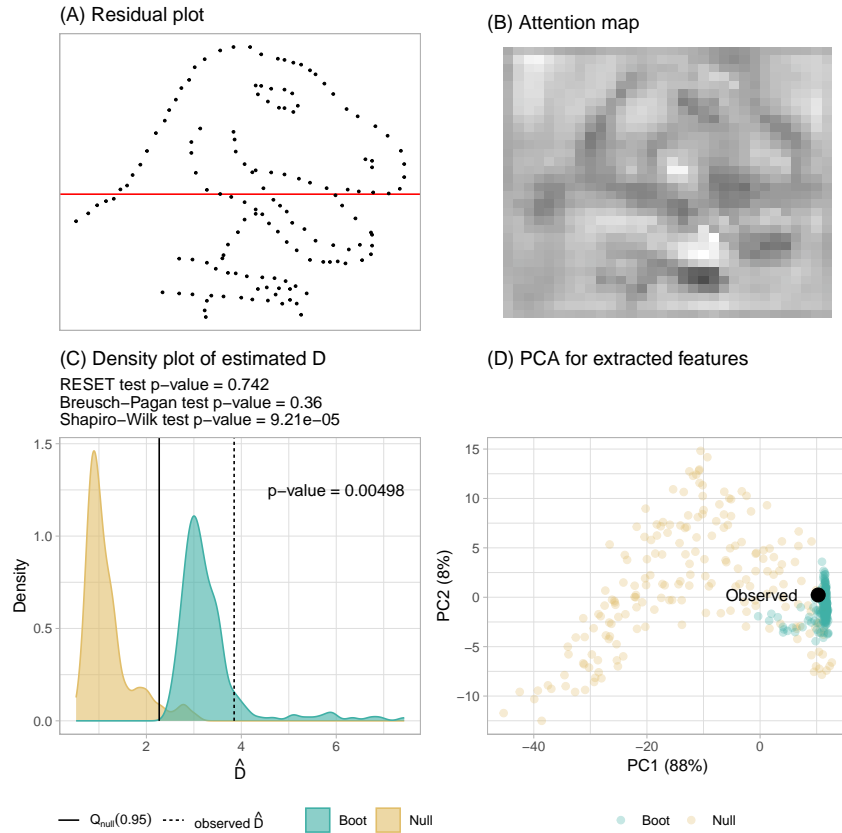 (A) Residual plot
(B) Attention map
(C) Density plot of estimated D
RESET test p−value = 0.742
Breusch−Pagan test p−value = 0.36
Shapiro−Wilk test p−value = 9.21e−05
1.5
1.0
0.5
0.0
Density
p−value = 0.00498
2 4 6
D̂
(D) PCA for extracted features
15
10
5
0
−5
−10
PC2 (8%)
Observed
−40 −20 0
PC1 (88%)
Qnull(0.95) observed D̂ Boot Null
Boot Null